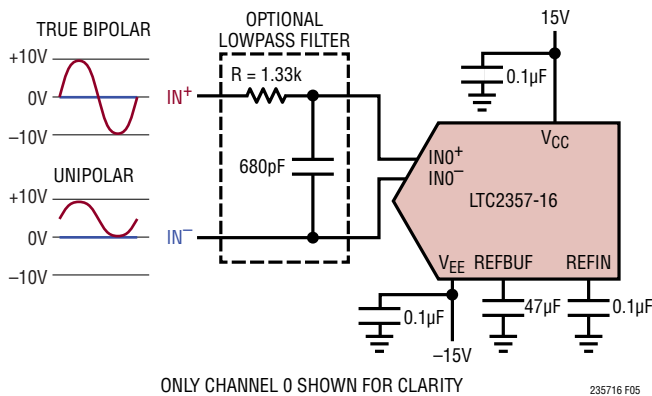 TRUE BIPOLAR
+10V
0V
–10V
UNIPOLAR
+10V
0V
–10V
OPTIONAL
LOWPASS FILTER
IN+
R = 1.33k
680pF
IN–
15V
0.1µF
VCC
IN0+
IN0–
LTC2357-16
VEE REFBUF REFIN
0.1µF
47µF
0.1µF
–15V
ONLY CHANNEL 0 SHOWN FOR CLARITY
235716 F05